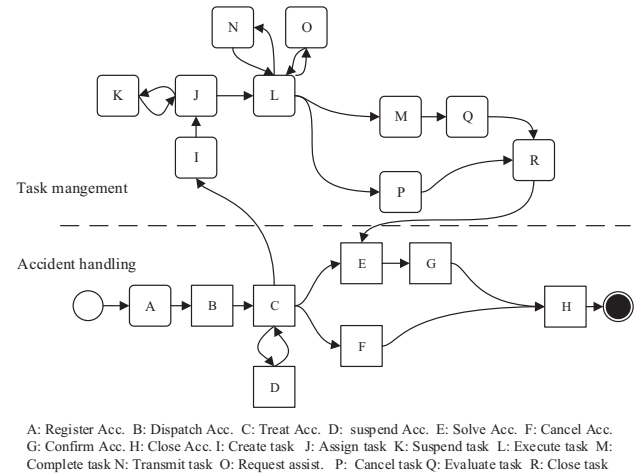 N
O
K
J
L
M
Q
I
R
P
Task mangement
Accident handling
E
G
A
B
C
H
F
D
A: Register Acc. B: Dispatch Acc. C: Treat Acc. D: suspend Acc. E: Solve Acc. F: Cancel Acc.
G: Confirm Acc. H: Close Acc. I: Create task J: Assign task K: Suspend task L: Execute task M:
Complete task N: Transmit task O: Request assist. P: Cancel task Q: Evaluate task R: Cloe task